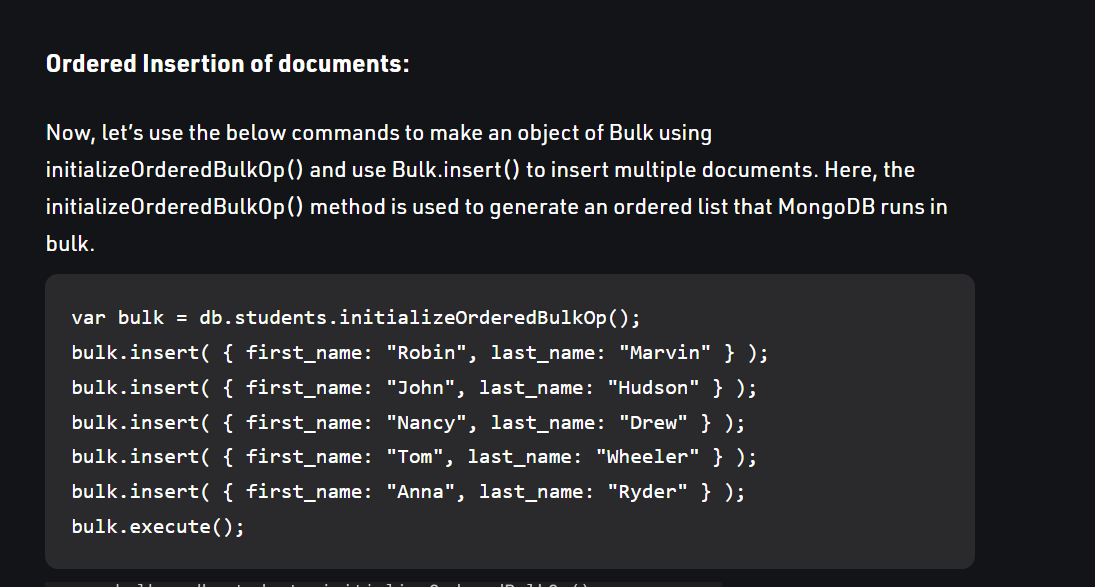 Ordered Insertion of documents:
Now, let’s use the below commands to make an object of Bulk using
initializeOrderedBulkOp() and use Bulk.insert() to insert multiple documents. Here, the
initializeOrderedBulkOp() method is used to generate an ordered list that MongoDB runs in
bulk.
var bulk = db.students.initializeOrderedBulkOp();
bulk.insert( { first_name: "Robin", last_name: "Marvin" } );
bulk.insert( { first_name: "John", last_name: "Hudson" } );
bulk.insert( { first_name: "Nancy", last_name: "Drew" } );
bulk.insert( { first_name: "Tom", last_name: "Wheeler" } );
bulk.insert( { first_name: "Anna", last_name: "Ryder" } );
bulk.execute();